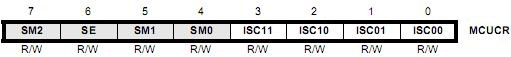 7 6 5 4 3 2 1 0
SM2 SE SM1 SM0 ISC11 ISC10 ISC01 ISC00 MCUCR
R/W R/W R/W R/W R/W R/W R/W R/W